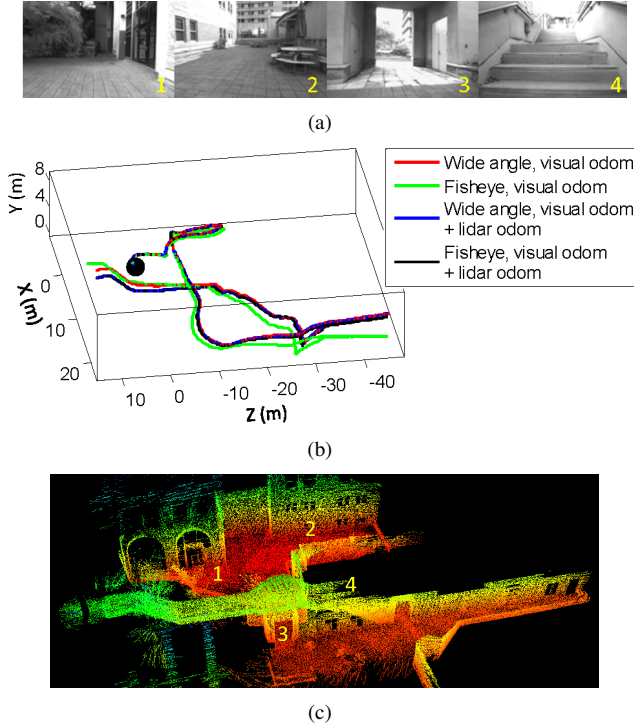 1 2 3 4
(a)
Y (m)
8
4
0
0
10
20
X (m)
10 0 -10 -20 -30 -40
Z (m)
Wide angle, visual odom
Fisheye, visual odom
Wide angle, visual odom
+ lidar odom
Fisheye, visual odom
+ lidar odom
(b)
2
1
4
3
(c)